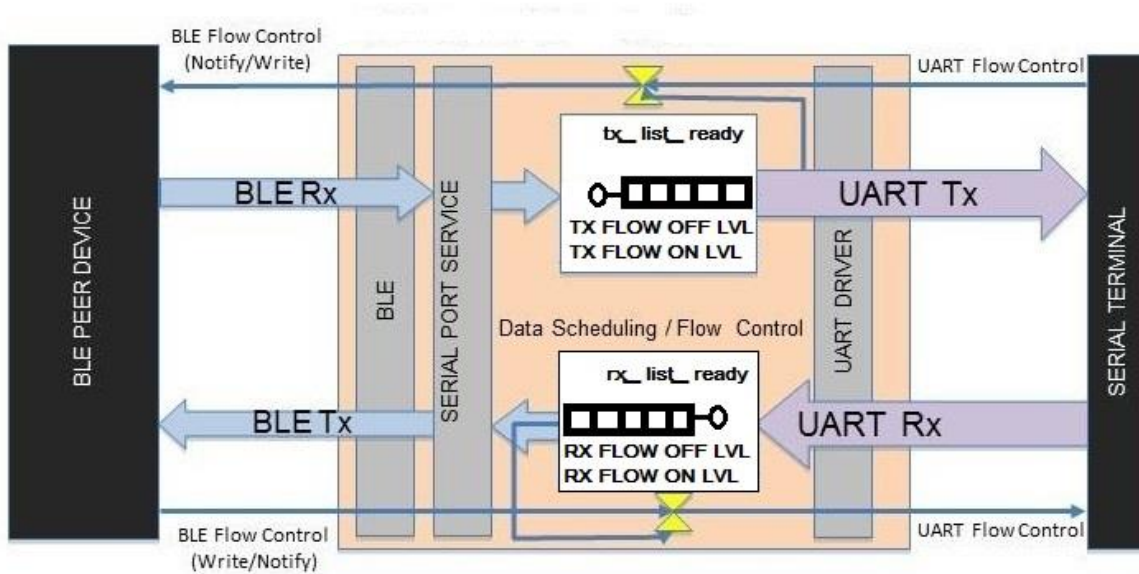 BLE Flow Control
(Notify/Write)
UART Flow Control
tx_ list_ ready
BLE Rx
UART Tx
TX FLOW OFF LVL
TX FLOW ON LVL
BLE PEER DEVICE
BLE
SERIAL PORT SERVICE
UART DRIVER
SERIAL TERMINAL
Data Scheduling / Flow Control
rx_ list_ ready
BLE Tx
UART Rx
RX FLOW OFF LVL
RX FLOW ON LVL
BLE Flow Control
(Write/Notify)
UART Flow Control